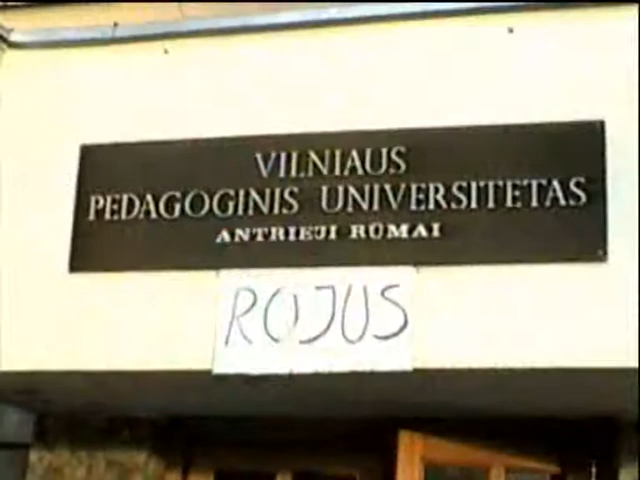 VILNIAUS
PEDAGOGINIS UNIVERSITETAS
ANTRIEJI RŪMAI
ROJUS